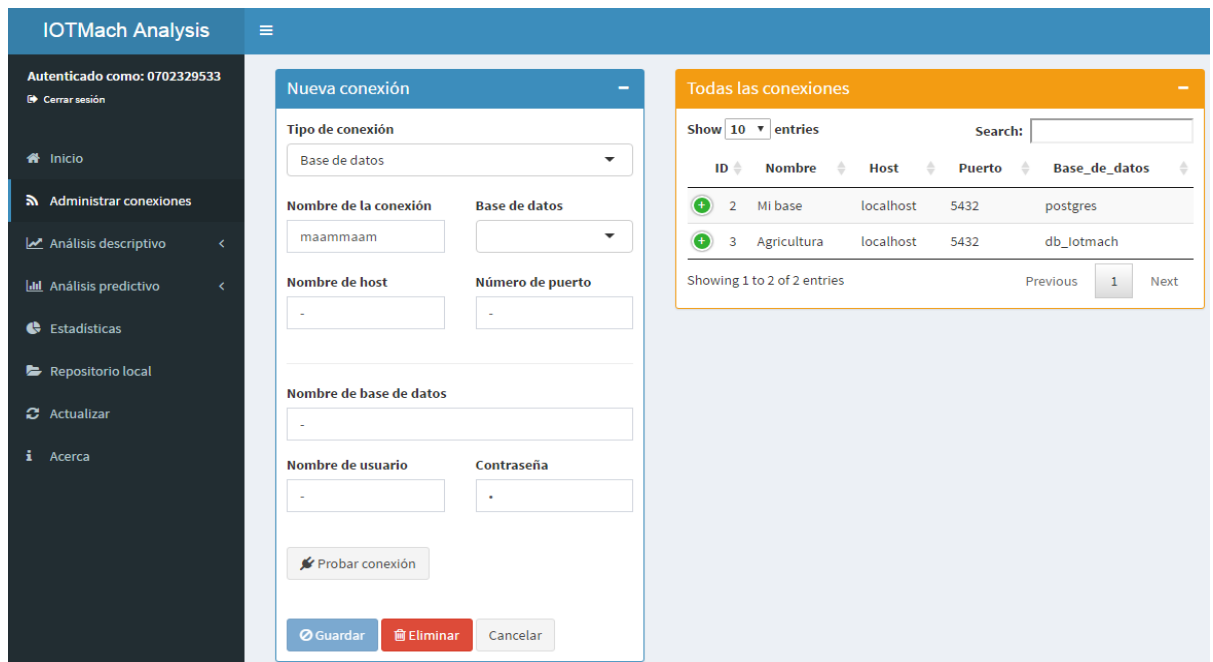 IOTMach Analysis
Autenticado como: 0702329533
Cerrar sesión
Inicio
Administrar conexiones
Análisis descriptivo
Análisis predictivo
Estadísticas
Repositorio local
Actualizar
Acerca
Nueva conexión
Tipo de conexión
Base de datos
Nombre de la conexión Base de datos
maammaam
Nombre de host Número de puerto
- -
Nombre de base de datos
-
Nombre de usuario Contraseña
- •
Probar conexión
Guardar Eliminar Cancelar
Todas las conexiones
Show 10 entries Search:
ID Nombre Host Puerto Base_de_datos
2 Mi base localhost 5432 postgres
3 Agricultura localhost 5432 db_Iotmach
Showing 1 to 2 of 2 entries Previous 1 Next